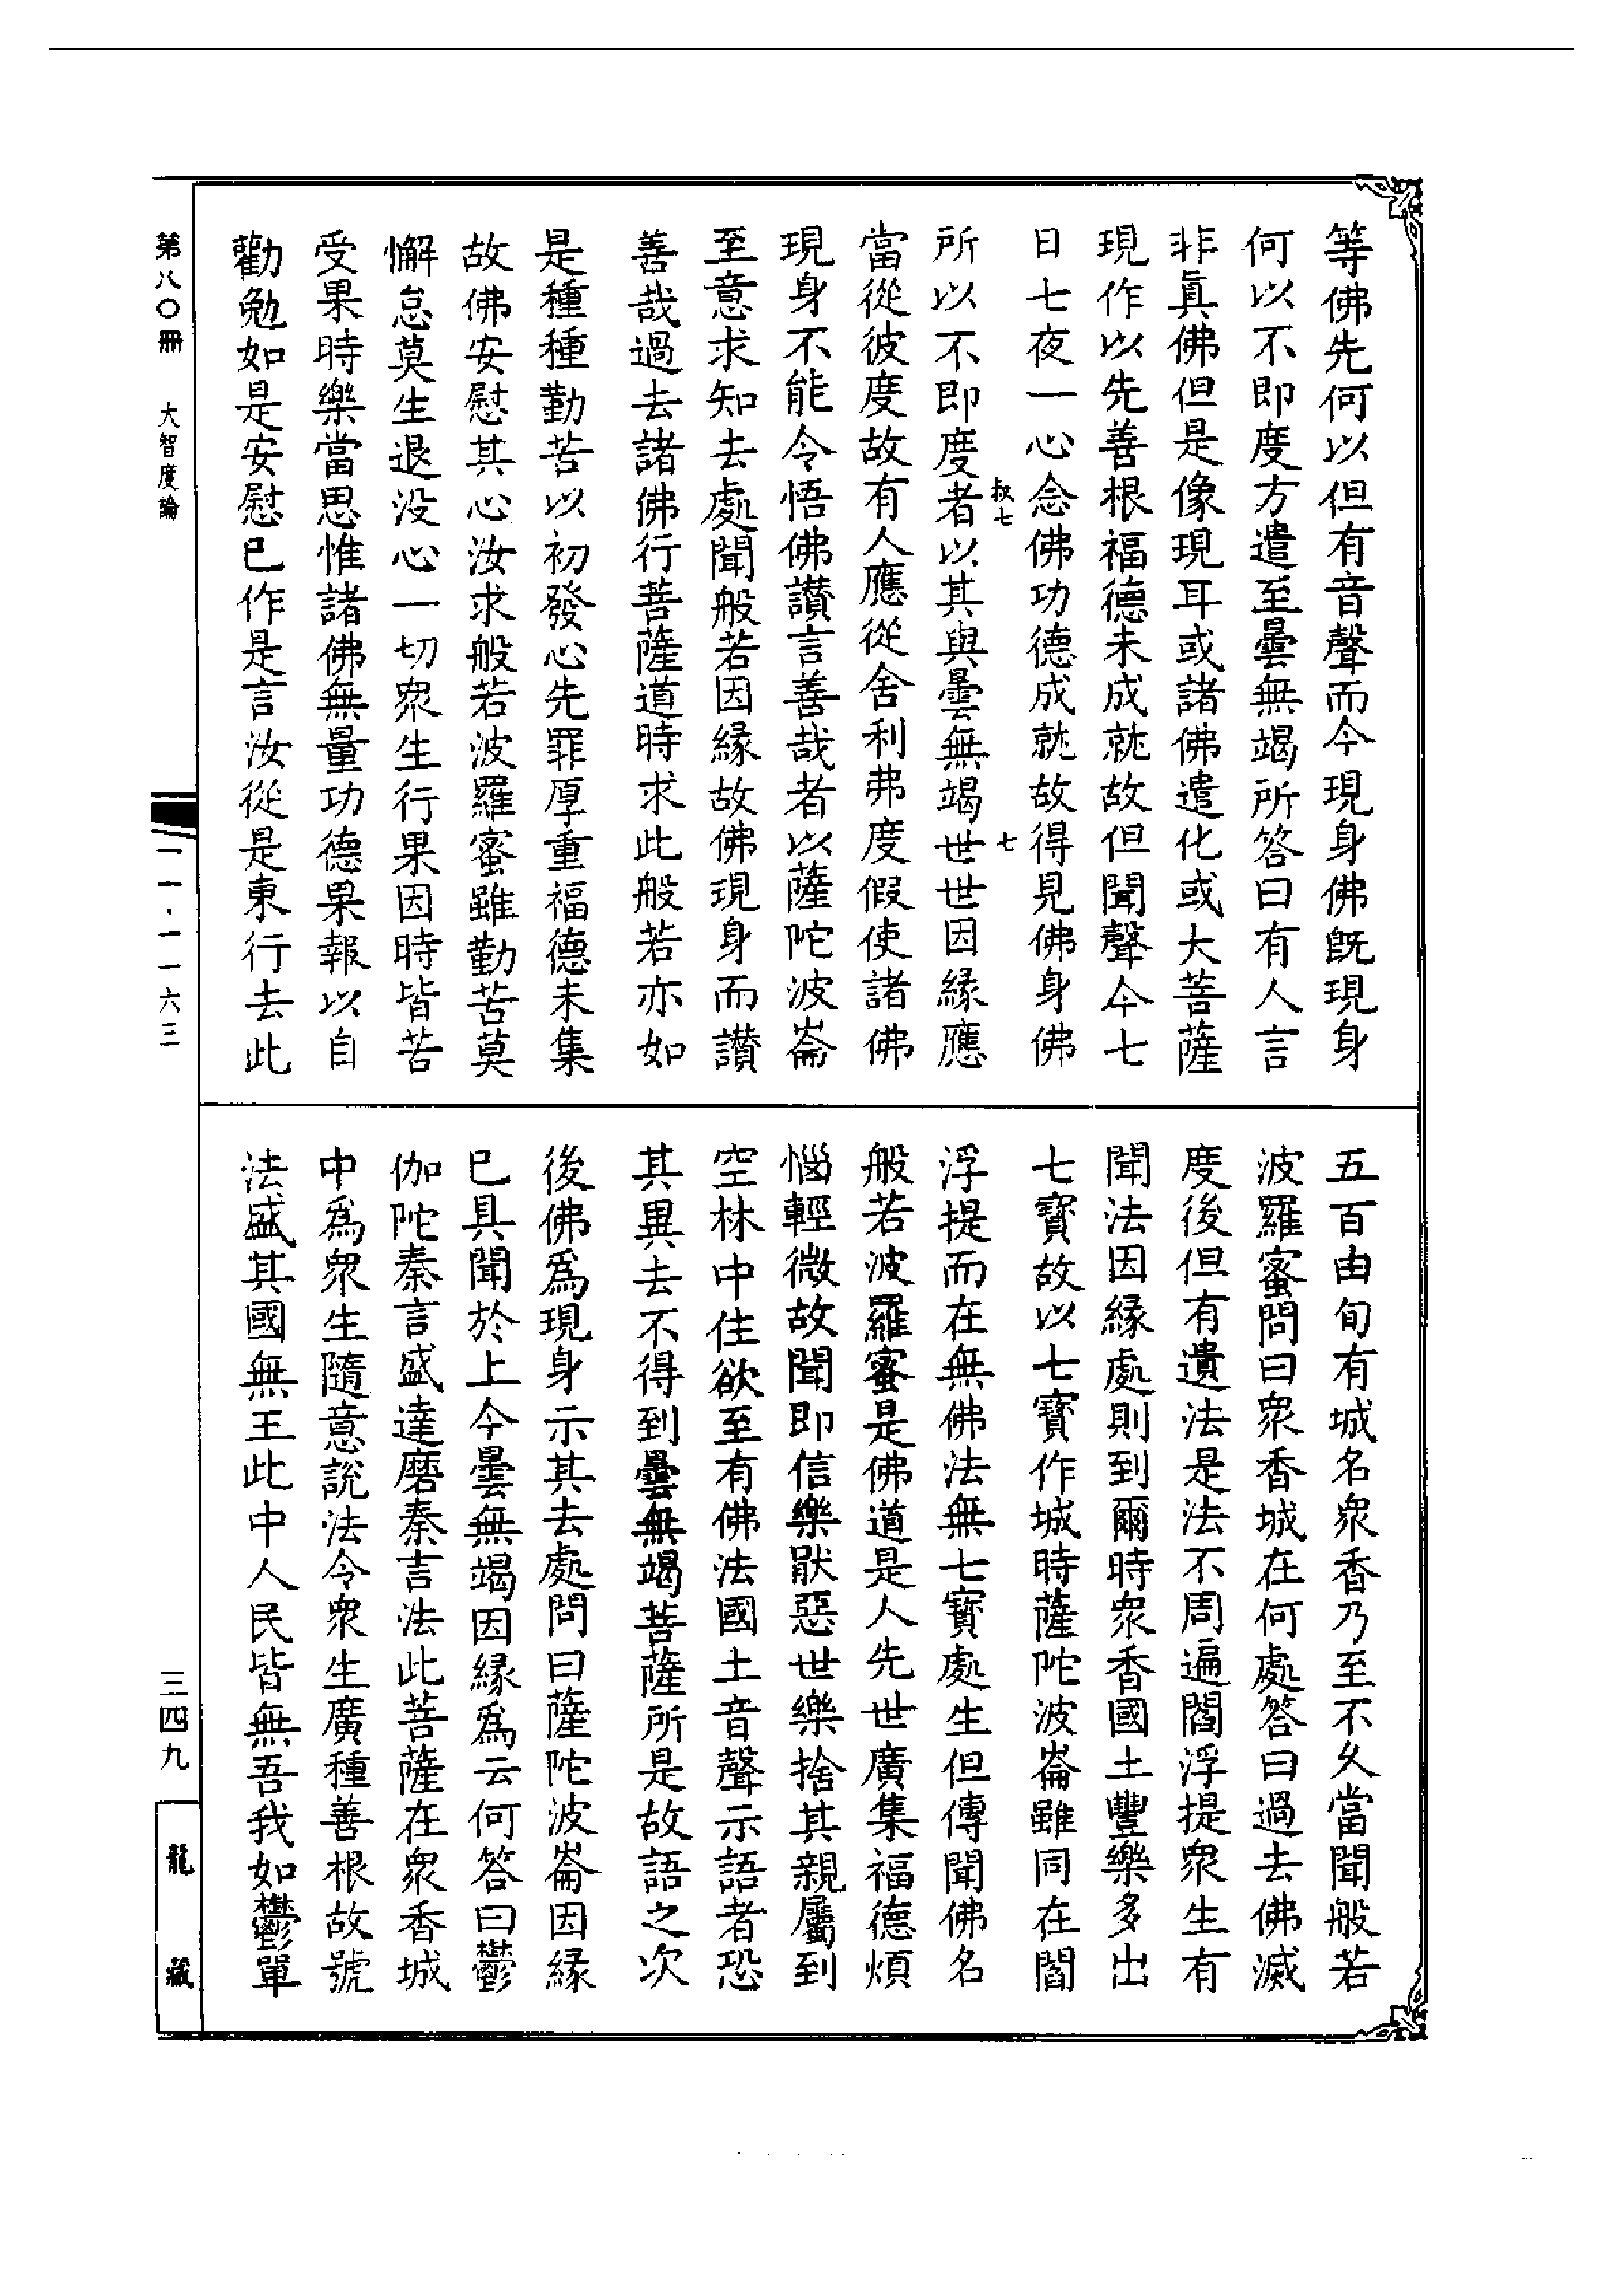 等佛先何以但有音聲而今現身佛既現身
何以不即度方遣至曇無竭所答曰有人言
非眞佛但是像現耳或諸佛遣化或大菩薩
現作以先善根福德未成就故但聞聲今七
日七夜一心念佛功德成就故得見佛身佛
叔七
七
所以不即度者以其與曇無竭世世因緣應
當從彼度故有人應從舍利弗度假使諸佛
現身不能令悟佛讃言善哉者以薩陀波崙
至意求知去處聞般若因緣故佛現身而讃
善哉過去諸佛行菩薩道時求此般若亦如
是種種勤苦以初發心先罪厚重福德未集
故佛安慰其心汝求般若波羅蜜雖勤苦莫
懈怠莫生退没心一切衆生行果因時皆苦
受果時樂當思惟諸佛無量功德果報以自
勸勉如是安慰已作是言汝從是東行去此
五百由旬有城名衆香乃至不久當聞般若
波羅蜜問曰衆香城在何處答曰過去佛滅
度後但有遺法是法不周遍閻浮提衆生有
聞法因緣處則到爾時衆香國土豐樂多出
七寳故以七寳作城時薩陀波崙雖同在閻
浮提而在無佛法無七寳處生但傳聞佛名
般若波羅蜜是佛道是人先世廣集福德煩
惱輕微故聞即信樂厭惡世樂捨其親屬到
空林中住欲至有佛法國土音聲示語者恐
其異去不得到曇無竭菩薩所是故語之次
後佛爲現身示其去處問曰薩陀波崙因緣
已具聞於上今曇無竭因緣爲云何答曰鬱
伽陀秦言盛達磨秦言法此菩薩在衆香城
中爲衆生隨意說法令衆生廣種善根故號
法盛其國無王此中人民皆無吾我如鬱單
第八〇冊　大智度論
一一·一一六三
三四九
龍藏